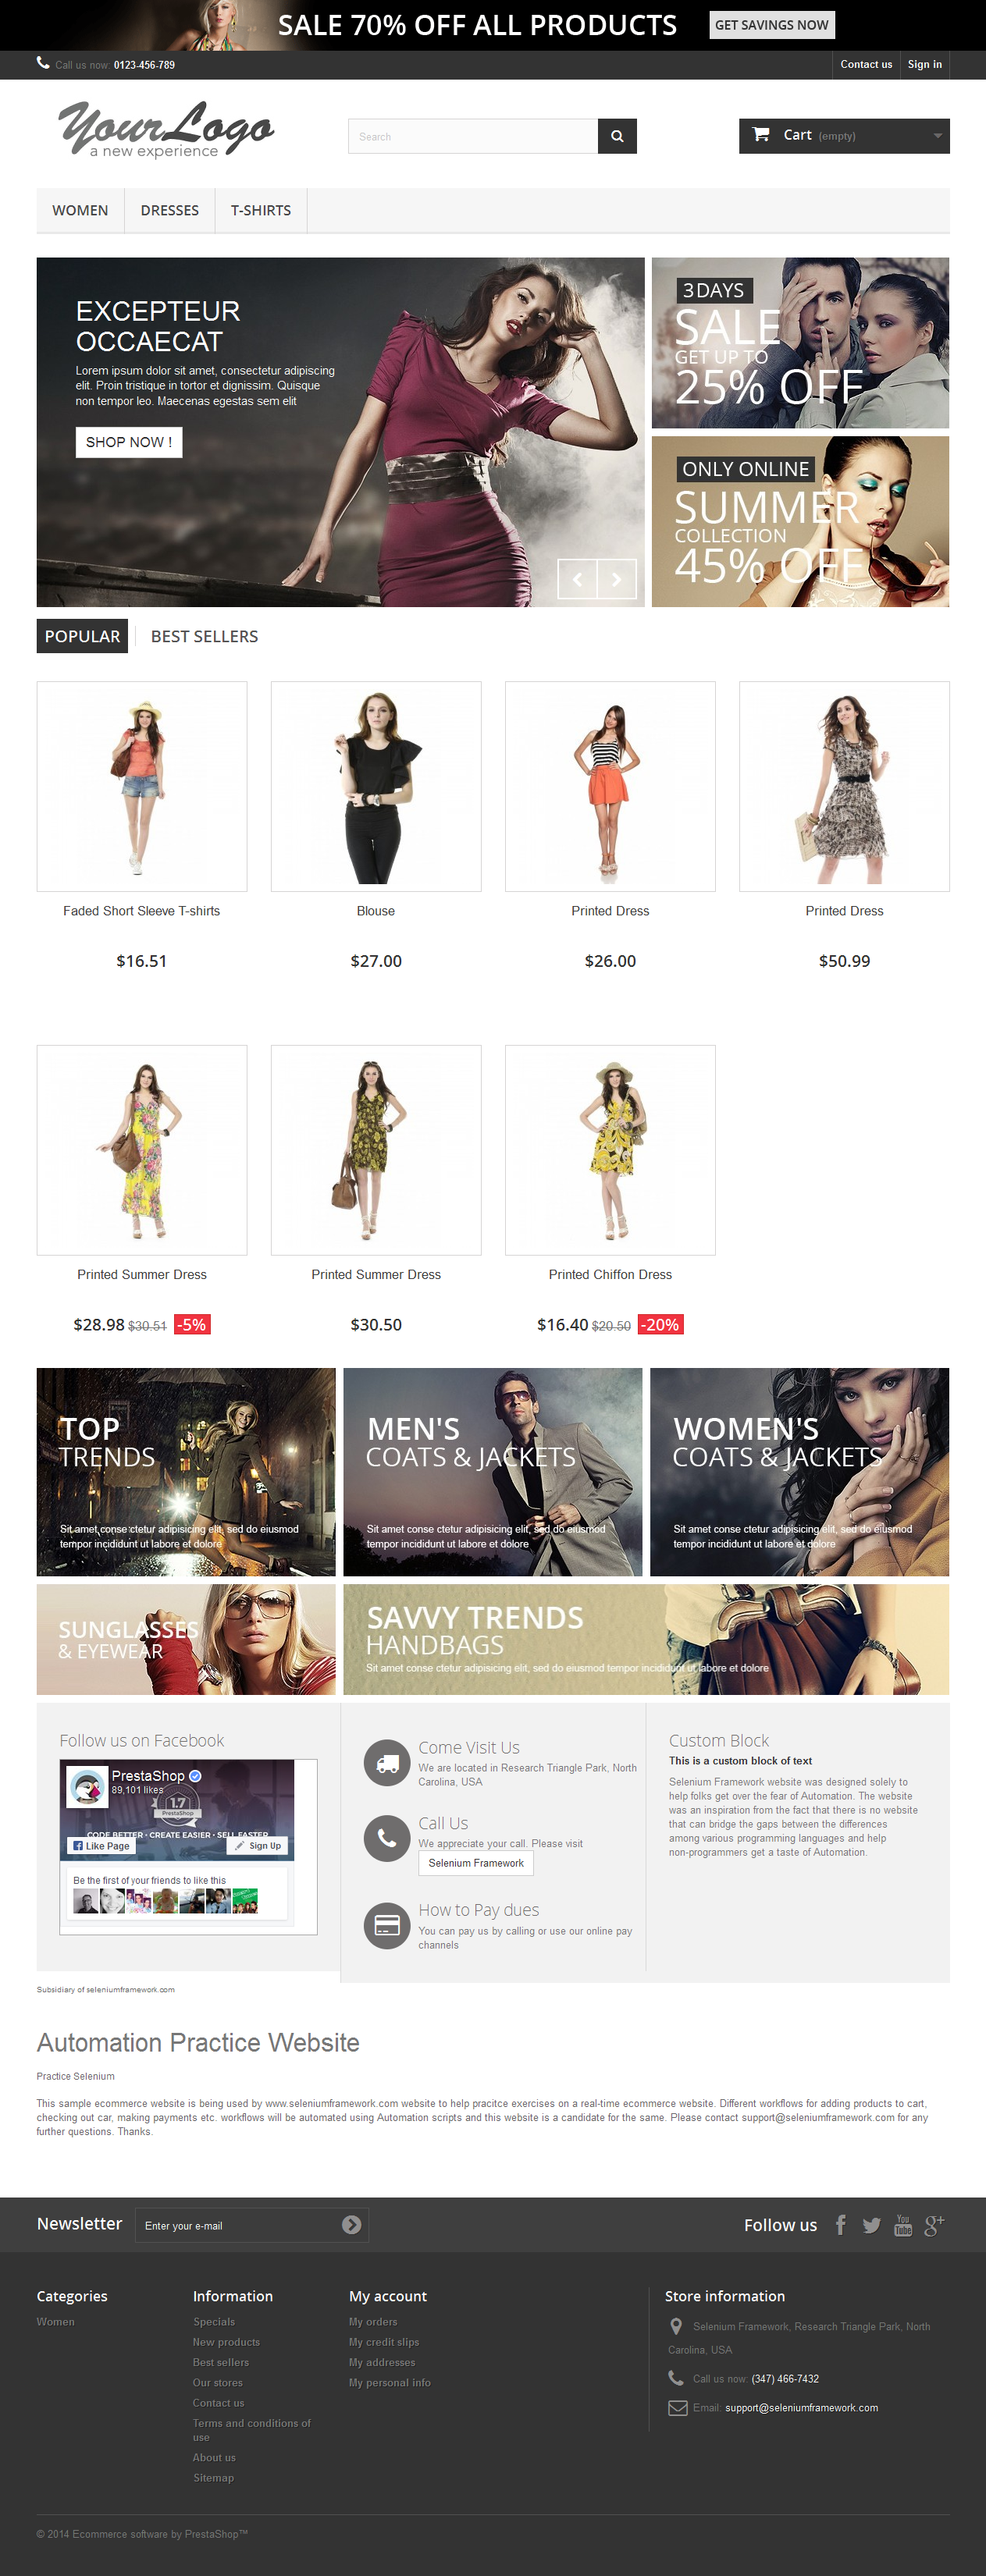 SALE 70% OFF ALL PRODUCTS GET SAVINGS NOW
Call us now: 0123-456-789 Contact us Sign in
YourLogo
a new experience
Search
Cart (empty)
WOMEN DRESSES T-SHIRTS
EXCEPTEUR
OCCAECAT
Lorem ipsum dolor sit amet, consectetur adipiscing
elit. Proin tristique in tortor et dignissim. Quisque
non tempor leo. Maecenas egestas sem elit
SHOP NOW !
3 DAYS
SALE
GET UP TO
25% OFF
ONLY ONLINE
SUMMER
COLLECTION
45% OFF
POPULAR BEST SELLERS
Faded Short Sleeve T-shirts Blouse Printed Dress Printed Dress
$16.51 $27.00 $26.00 $50.99
Printed Summer Dress Printed Summer Dress Printed Chiffon Dress
$28.98 $30.51 -5% $30.50 $16.40 $20.50 -20%
TOP
TRENDS
Sit amet conse ctetur adipisicing elit, sed do eiusmod
tempor incididunt ut labore et dolore
MEN'S
COATS & JACKETS
Sit amet conse ctetur adipisicing elit, sed do eiusmod
tempor incididunt ut labore et dolore
WOMEN'S
COATS & JACKETS
Sit amet conse ctetur adipisicing elit, sed do eiusmod
tempor incididunt ut labore et dolore
SUNGLASSES
& EYEWEAR
SAVVY TRENDS
HANDBAGS
Sit amet conse ctetur adipisicing elit, sed do eiusmod tempor incididunt ut labore et dolore
Follow us on Facebook
PrestaShop
89,101 likes
1.7
PrestaShop
CODE BETTER • CREATE EASIER • SELL FASTER
Like Page Sign Up
Be the first of your friends to like this
Come Visit Us
We are located in Research Triangle Park, North
Carolina, USA
Call Us
We appreciate your call. Please visit
Selenium Framework
How to Pay dues
You can pay us by calling or use our online pay
channels
Custom Block
This is a custom block of text
Selenium Framework website was designed solely to
help folks get over the fear of Automation. The website
was an inspiration from the fact that there is no website
that can bridge the gaps between the differences
among various programming languages and help
non-programmers get a taste of Automation.
Subsidiary of seleniumframework.com
Automation Practice Website
Practice Selenium
This sample ecommerce website is being used by www.seleniumframework.com website to help pracitce exercises on a real-time ecommerce website. Different workflows for adding products to cart,
checking out car, making payments etc. workflows will be automated using Automation scripts and this website is a candidate for the same. Please contact support@seleniumframework.com for any
further questions. Thanks.
Newsletter Enter your e-mail Follow us You Tube g+
Categories
Women
Information
Specials
New products
Best sellers
Our stores
Contact us
Terms and conditions of
use
About us
Sitemap
My account
My orders
My credit slips
My addresses
My personal info
Store information
Selenium Framework, Research Triangle Park, North
Carolina, USA
Call us now: (347) 466-7432
Email: support@seleniumframework.com
© 2014 Ecommerce software by PrestaShop™